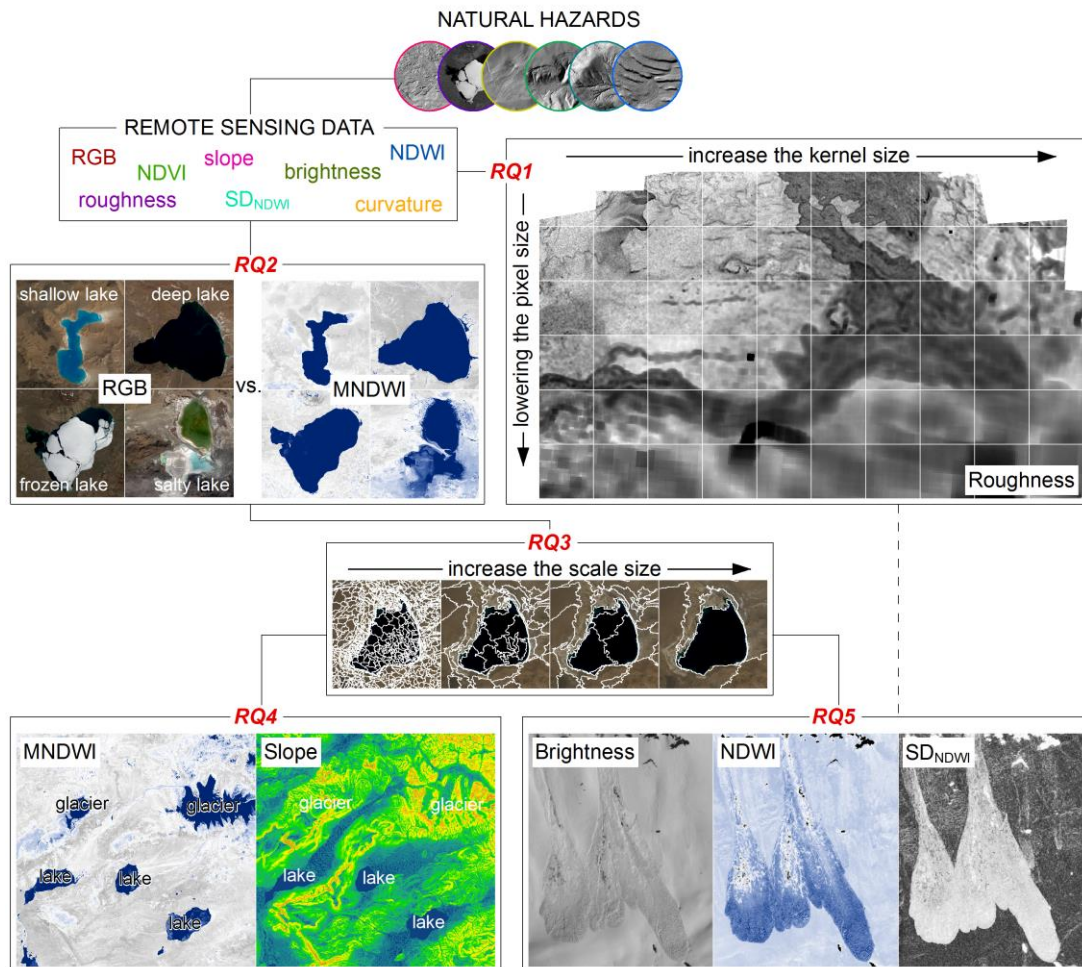 NATURAL HAZARDS
REMOTE SENSING DATA
RGB
NDVI
slope
brightness
NDWI
roughness
SDNDWI
curvature
RQ1
increase the kernel size
lowering the pixel size
Roughness
RQ2
shallow lake
deep lake
RGB
frozen lake
salty lake
vs.
MNDWI
RQ3
increase the scale size
RQ4
MNDWI
glacier
glacier
lake
lake
lake
Slope
glacier
glacier
lake
lake
lake
RQ5
Brightness
NDWI
SDNDWI